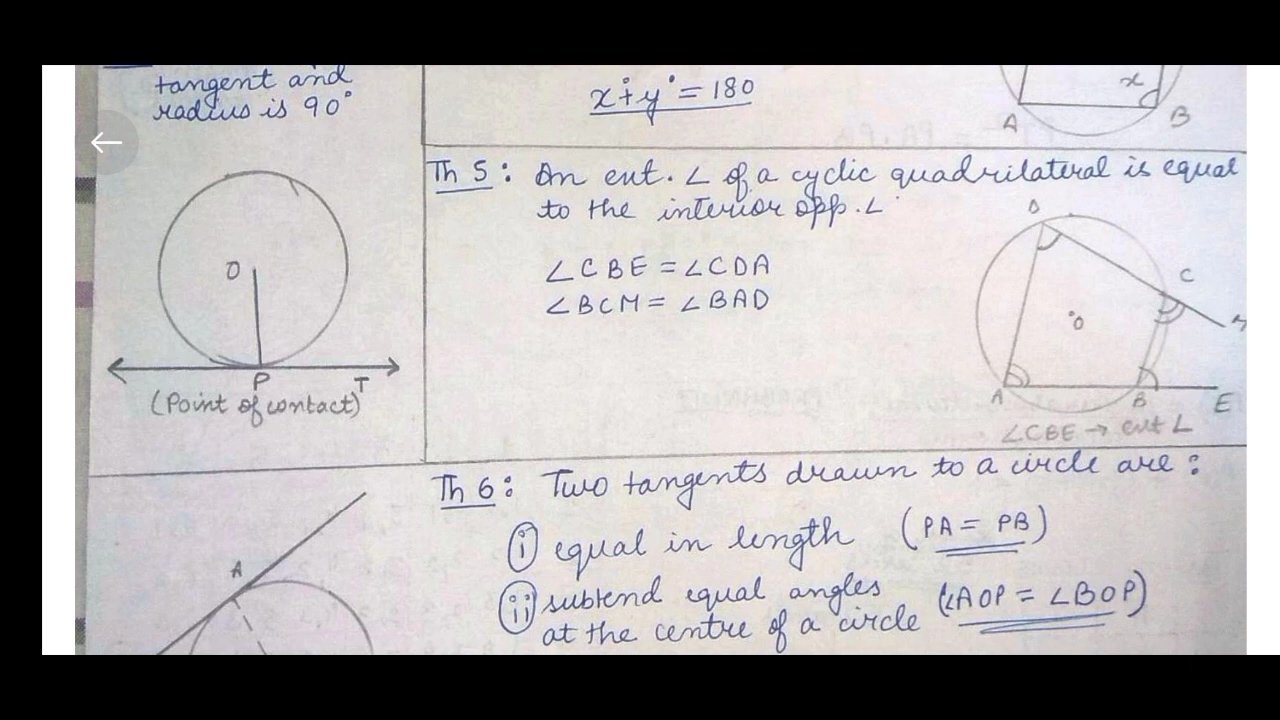 tangent and
radius is 90°
O
P
T
(Point of contact)
x° + y° = 180
x
A
B
Th 5 : An ext. ∠ of a cyclic quadrilateral is equal
to the interior opp. ∠
∠CBE = ∠CDA
∠BCM = ∠BAD
D
C
M
O
A
B
E
∠CBE → ext ∠
Th 6 : Two tangents drawn to a circle are :
(i) equal in length (PA = PB)
(ii) subtend equal angles
at the centre of a circle (∠AOP = ∠BOP)
A